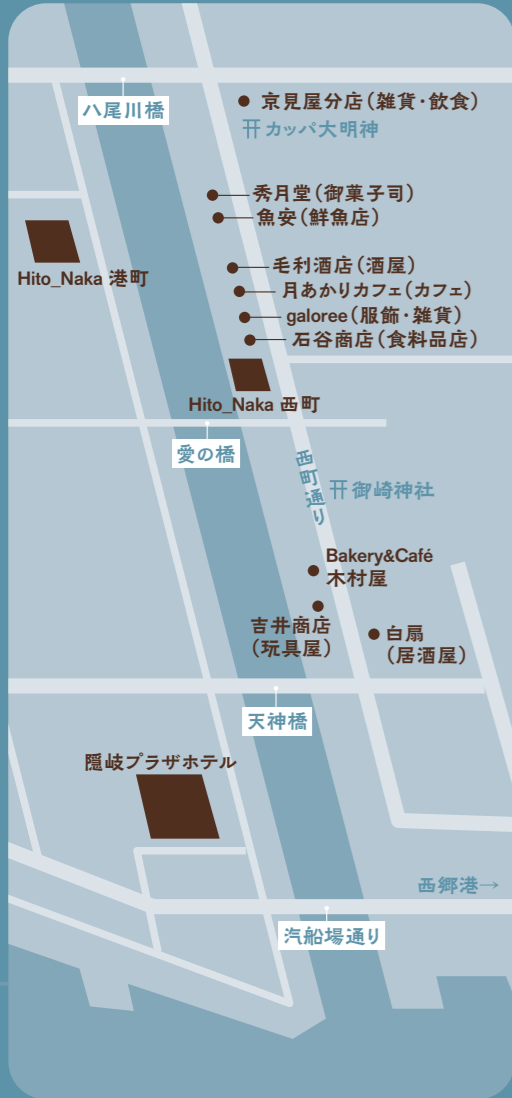 八尾川橋
京見屋分店(雑貨・飲食)
カッパ大明神
秀月堂(御菓子司)
魚安(鮮魚店)
Hito_Naka 港町
毛利酒店(酒屋)
月あかりカフェ(カフェ)
galoree(服飾・雑貨)
石谷商店(食料品店)
Hito_Naka 西町
愛の橋
西町通り
御崎神社
Bakery&Café
木村屋
吉井商店
(玩具屋)
白扇
(居酒屋)
天神橋
隠岐プラザホテル
西郷港→
汽船場通り